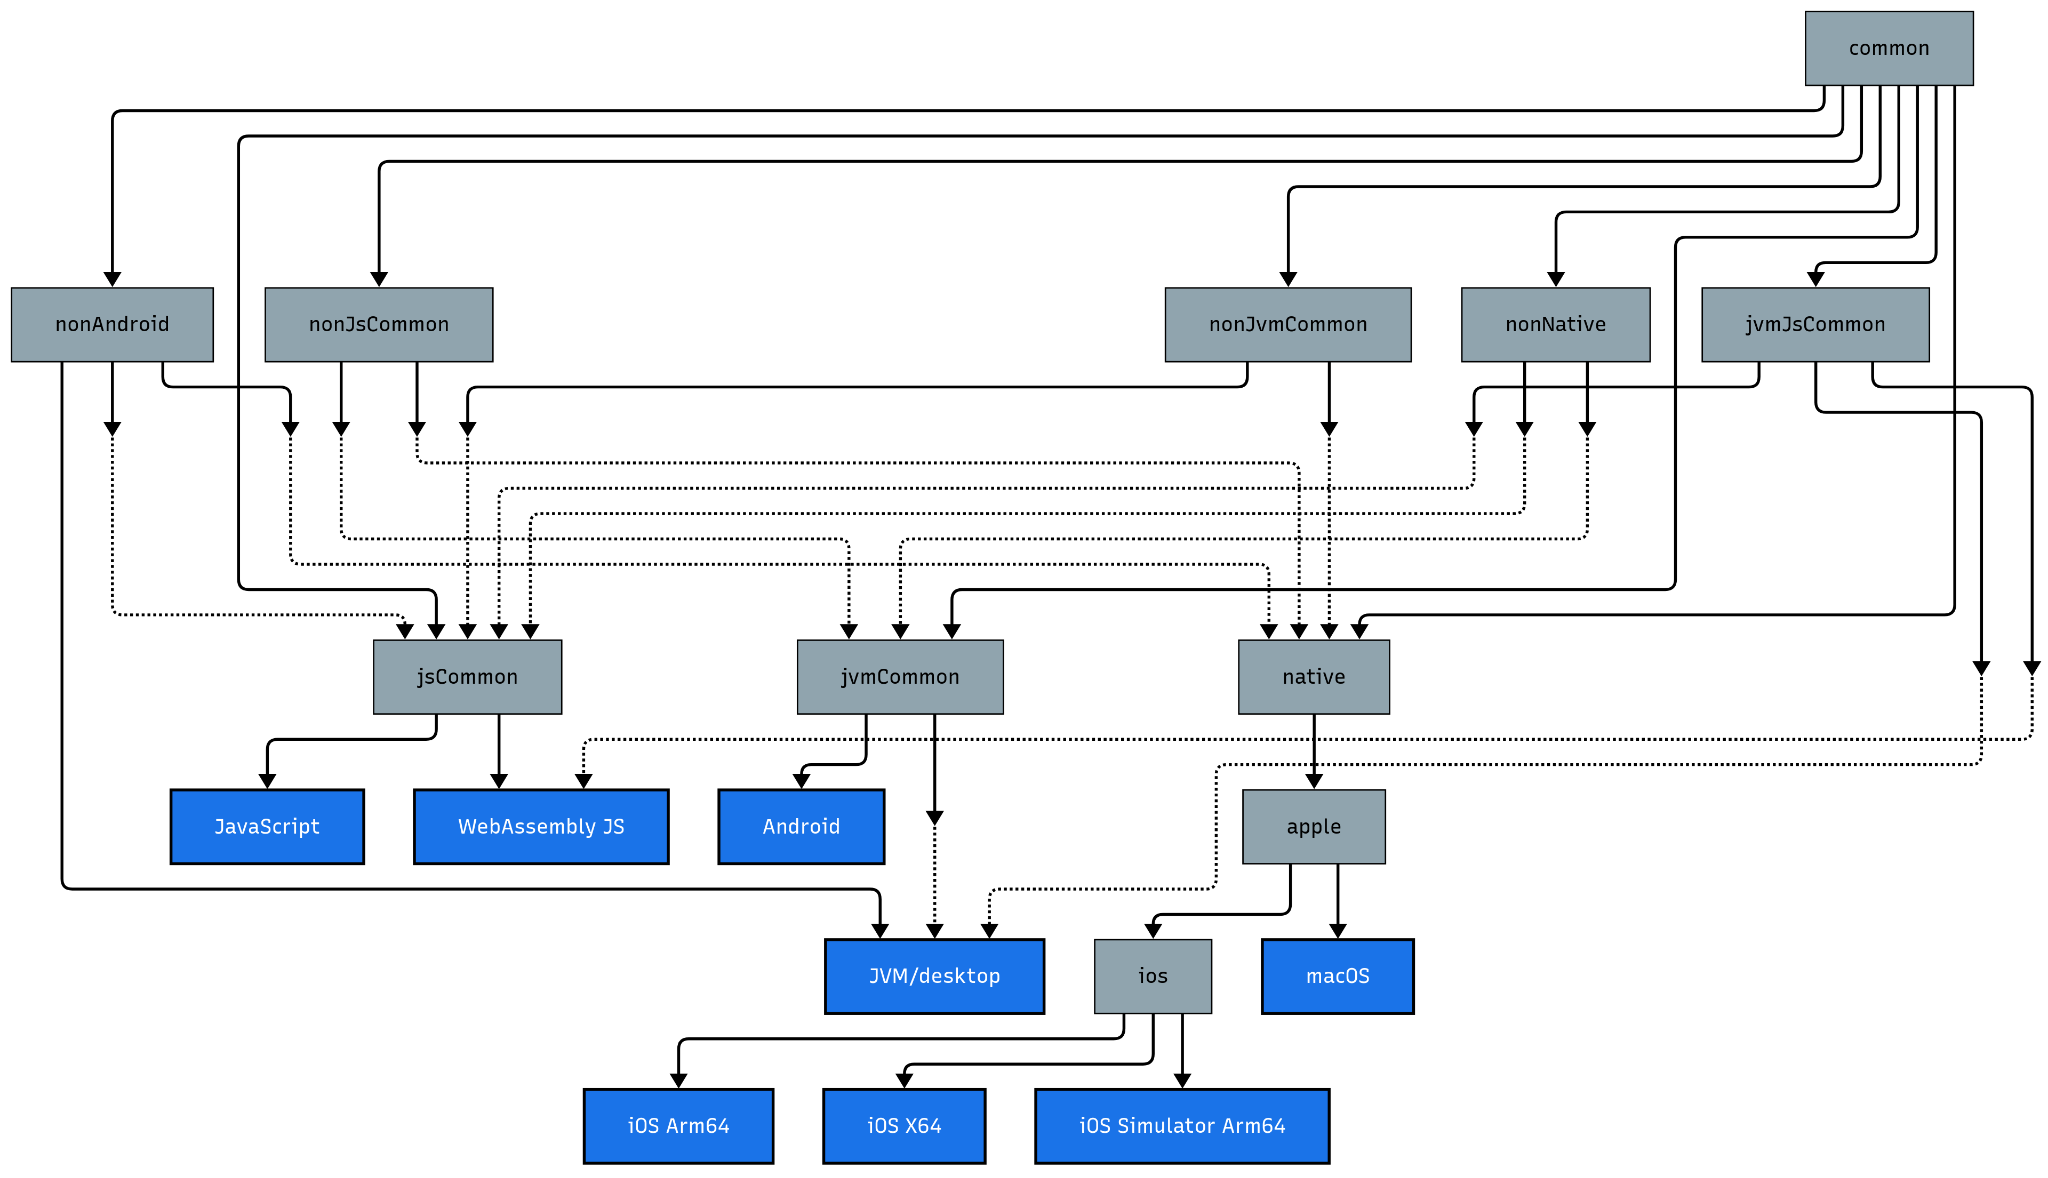 common
nonAndroid
nonJsCommon
nonJvmCommon
nonNative
jvmJsCommon
jsCommon
jvmCommon
native
JavaScript
WebAssembly JS
Android
apple
JVM/desktop
ios
macOS
iOS Arm64
iOS X64
iOS Simulator Arm64